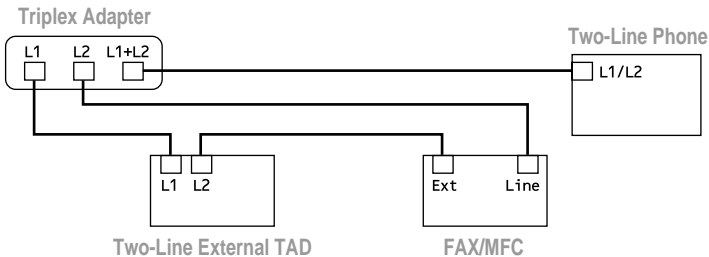 Triplex Adapter
Two-Line Phone
L1 L2 L1+L2
L1/L2
L1 L2
Ext Line
Two-Line External TAD
FAX/MFC